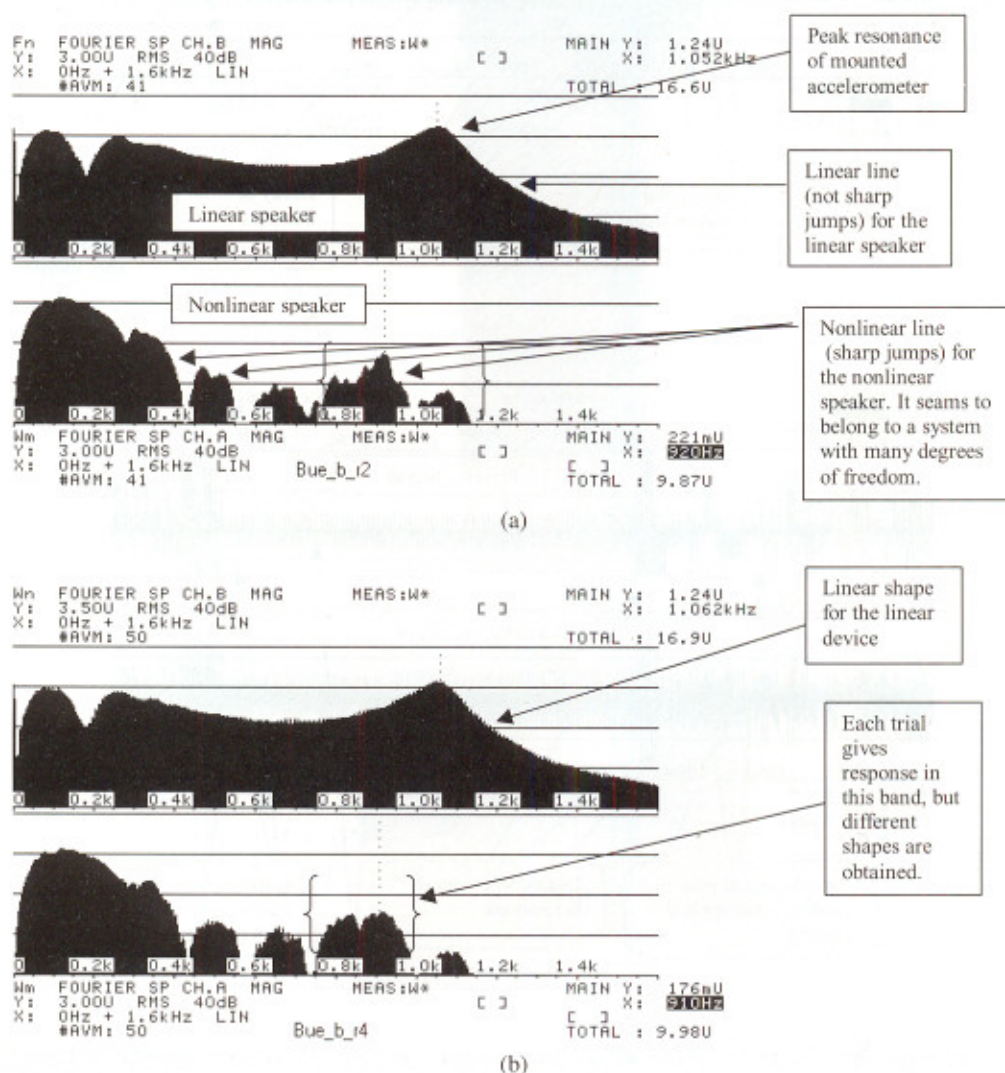 Fn FOURIER SP CH.B MAG MEAS:W* MAIN Y: 1.24U
Y: 3.00U RMS 40dB [ ] X: 1.052kHz
X: 0Hz + 1.6kHz LIN
#AVM: 41 TOTAL : 16.6U
Peak resonance
of mounted
accelerometer
Linear speaker
Linear line
(not sharp
jumps) for the
linear speaker
0.2k 0.4k 0.6k 0.8k 1.0k 1.2k 1.4k
Nonlinear speaker
Nonlinear line
(sharp jumps) for
the nonlinear
speaker. It seams to
belong to a system
with many degrees
of freedom.
0.2k 0.4k 0.6k 0.8k 1.0k 1.2k 1.4k
Wm FOURIER SP CH.A MAG MEAS:W* MAIN Y: 221mU
Y: 3.00U RMS 40dB [ ] X: 920Hz
X: 0Hz + 1.6kHz LIN [ ]
#AVM: 41 Bue_b_r2 TOTAL : 9.87U
(a)
Wn FOURIER SP CH.B MAG MEAS:W* MAIN Y: 1.24U
Y: 3.50U RMS 40dB [ ] X: 1.062kHz
X: 0Hz + 1.6kHz LIN
#AVM: 50 TOTAL : 16.9U
Linear shape
for the linear
device
0.2k 0.4k 0.6k 0.8k 1.0k 1.2k 1.4k
Each trial
gives
response in
this band, but
different
shapes are
obtained.
0.2k 0.4k 0.6k 0.8k 1.0k 1.2k 1.4k
Wm FOURIER SP CH.A MAG MEAS:W* MAIN Y: 176mU
Y: 3.00U RMS 40dB [ ] X: 910Hz
X: 0Hz + 1.6kHz LIN [ ]
#AVM: 50 Bue_b_r4 TOTAL : 9.98U
(b)